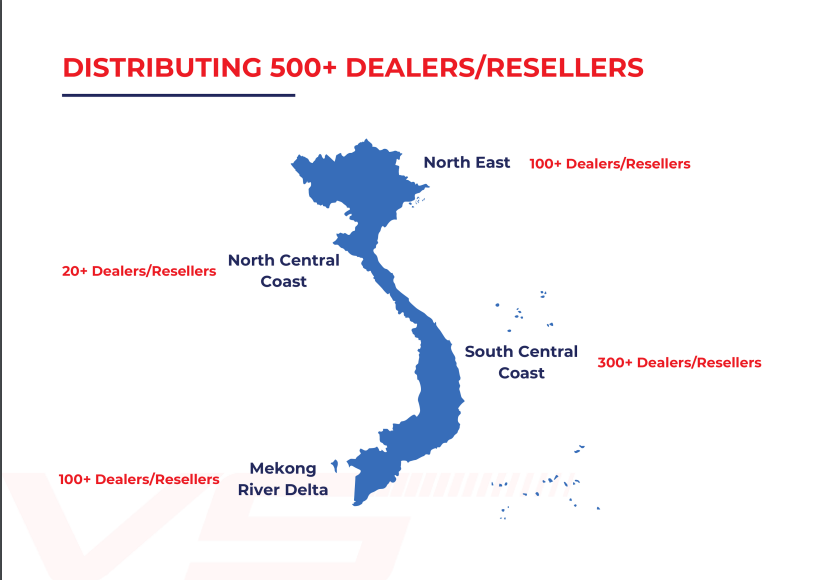 DISTRIBUTING 500+ DEALERS/RESELLERS
North East
100+ Dealers/Resellers
20+ Dealers/Resellers
North Central
Coast
South Central
Coast
300+ Dealers/Resellers
100+ Dealers/Resellers
Mekong
River Delta
VS